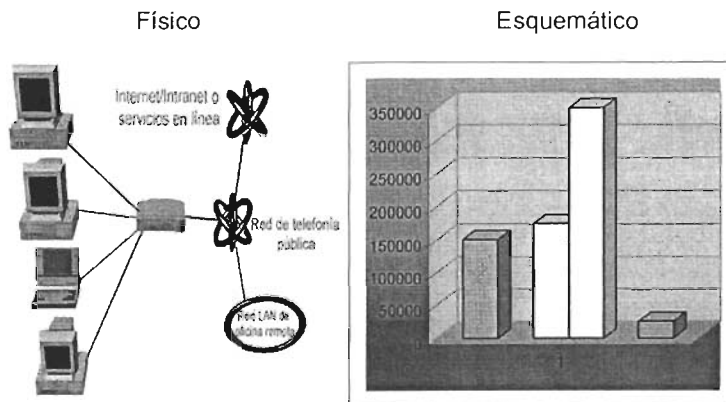 Físico
Esquemático
Internet/Intranet o
servicios en línea
Red de telefonía
pública
Red LAN de
oficina remota
350000
300000
250000
200000
150000
100000
50000
0
1